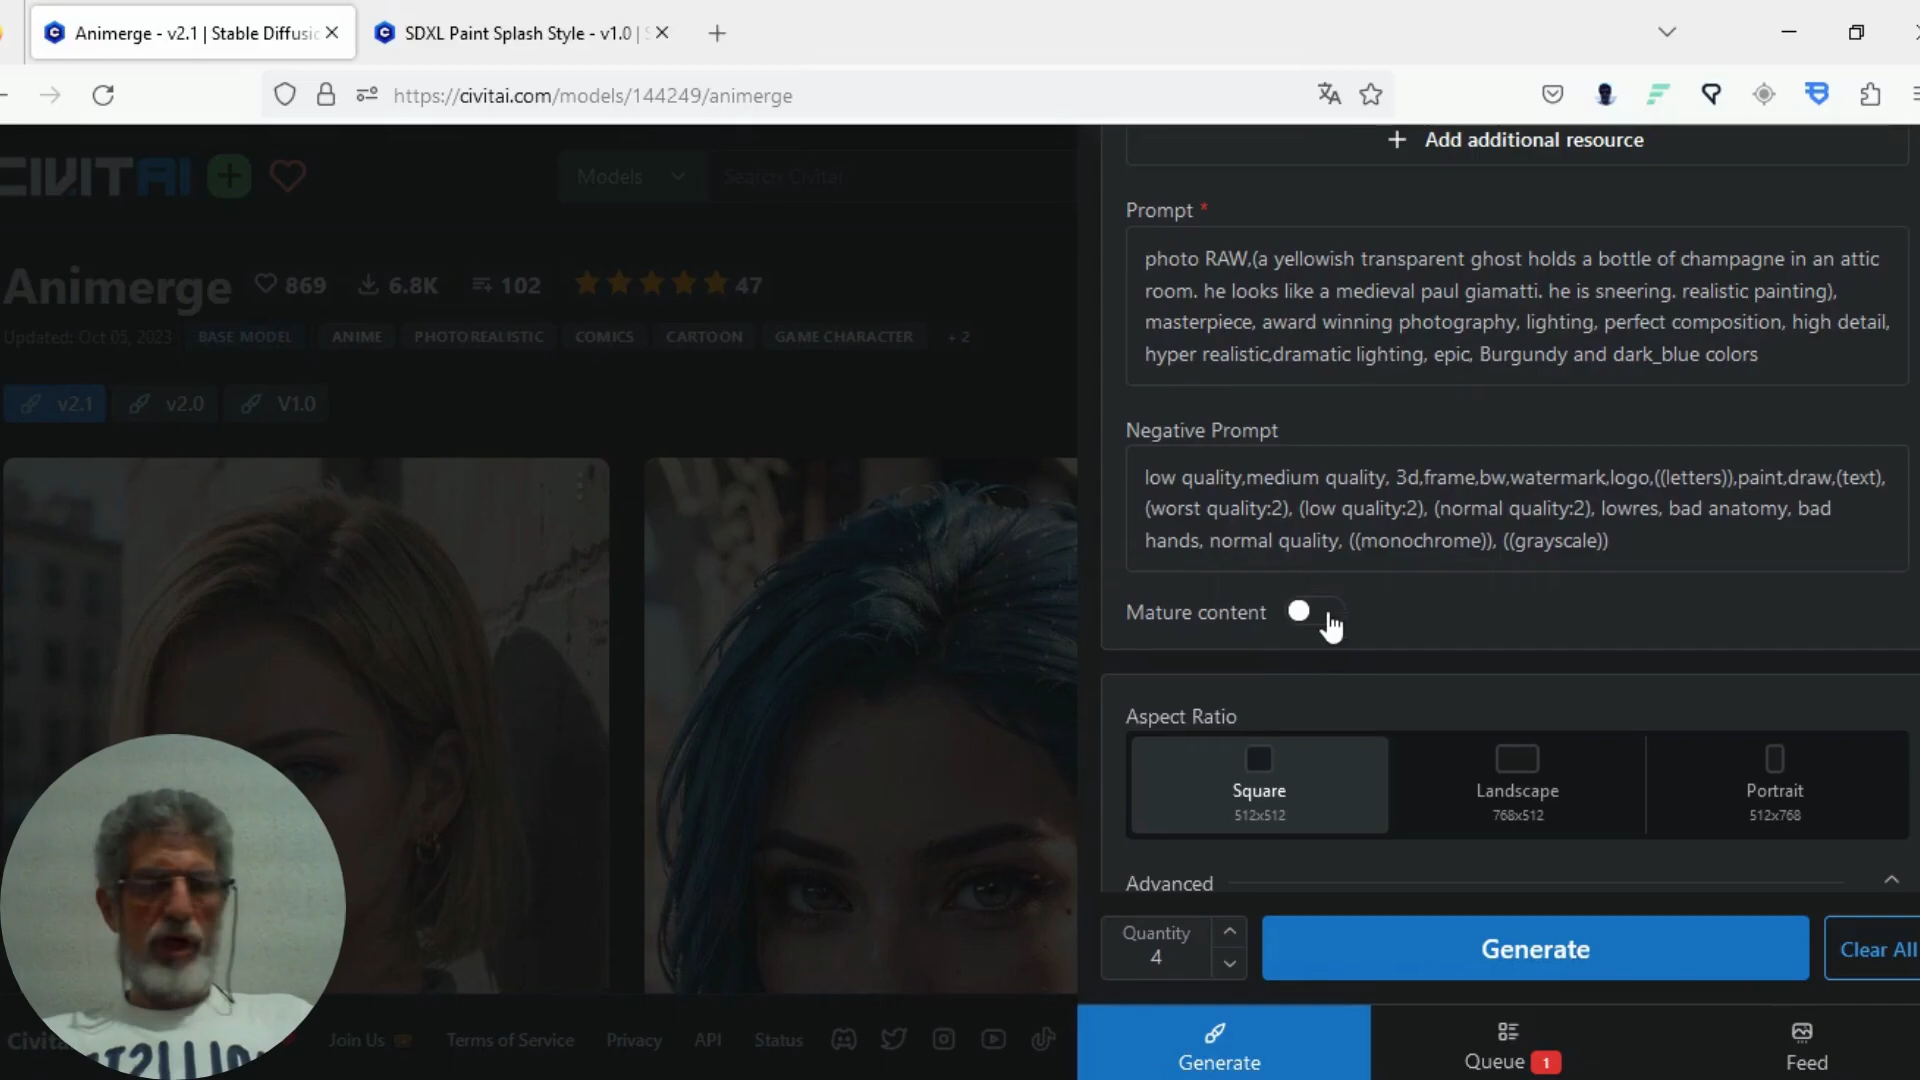 Animerge - v2.1 | Stable Diffusio
SDXL Paint Splash Style - v1.0 | S
https://civitai.com/models/144249/animerge
CIVITAI
Models
Search Civitai
Add additional resource
Prompt *
photo RAW,(a yellowish transparent ghost holds a bottle of champagne in an attic
room. he looks like a medieval paul giamatti. he is sneering. realistic painting),
masterpiece, award winning photography, lighting, perfect composition, high detail,
hyper realistic,dramatic lighting, epic, Burgundy and dark_blue colors
Animerge 869 6.8K 102 47
Updated: Oct 05, 2023 BASE MODEL ANIME PHOTOREALISTIC COMICS CARTOON GAME CHARACTER + 2
v2.1 v2.0 V1.0
Negative Prompt
low quality,medium quality, 3d,frame,bw,watermark,logo,((letters)),paint,draw,(text),
(worst quality:2), (low quality:2), (normal quality:2), lowres, bad anatomy, bad
hands, normal quality, ((monochrome)), ((grayscale))
Mature content
Aspect Ratio
Square
512x512
Landscape
768x512
Portrait
512x768
Advanced
Quantity
4
Generate
Clear All
Civita
Join Us
Terms of Service
Privacy
API
Status
Generate
Queue 1
Feed